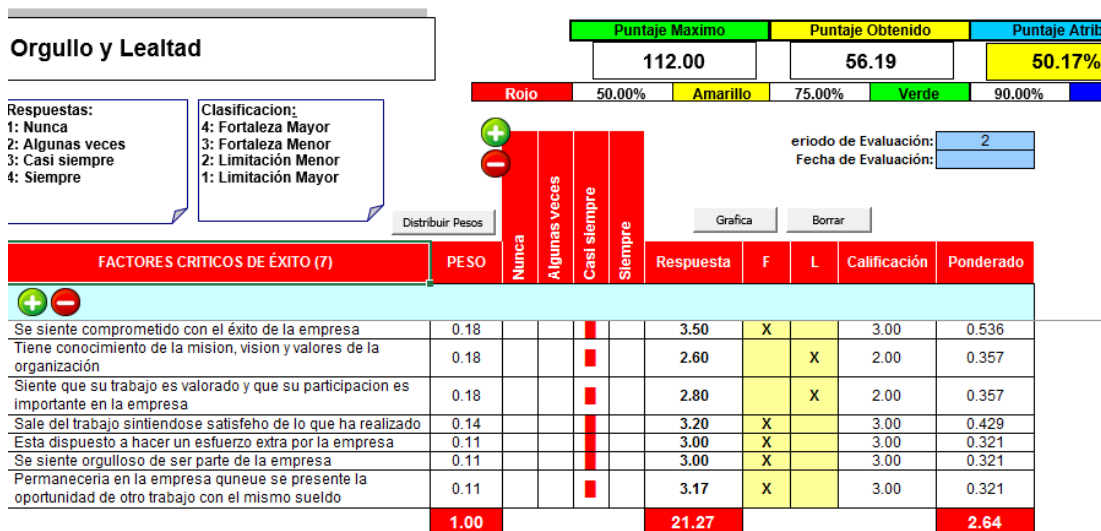 Orgullo y Lealtad
Puntaje Maximo Puntaje Obtenido Puntaje Atrib
112.00 56.19 50.17%
Rojo 50.00% Amarillo 75.00% Verde 90.00%
Respuestas:
1: Nunca
2: Algunas veces
3: Casi siempre
4: Siempre
Clasificacion:
4: Fortaleza Mayor
3: Fortaleza Menor
2: Limitación Menor
1: Limitación Mayor
eriodo de Evaluación: 2
Fecha de Evaluación:
Distribuir Pesos
Grafica
Borrar
FACTORES CRITICOS DE ÉXITO (7) PESO Nunca Algunas veces Casi siempre Siempre Respuesta F L Calificación Ponderado
Se siente comprometido con el éxito de la empresa 0.18 3.50 X 3.00 0.536
Tiene conocimiento de la mision, vision y valores de la
organización 0.18 2.60 X 2.00 0.357
Siente que su trabajo es valorado y que su participacion es
importante en la empresa 0.18 2.80 X 2.00 0.357
Sale del trabajo sintiendose satisfeho de lo que ha realizado 0.14 3.20 X 3.00 0.429
Esta dispuesto a hacer un esfuerzo extra por la empresa 0.11 3.00 X 3.00 0.321
Se siente orgulloso de ser parte de la empresa 0.11 3.00 X 3.00 0.321
Permaneceria en la empresa quneue se presente la
oportunidad de otro trabajo con el mismo sueldo 0.11 3.17 X 3.00 0.321
1.00 21.27 2.64